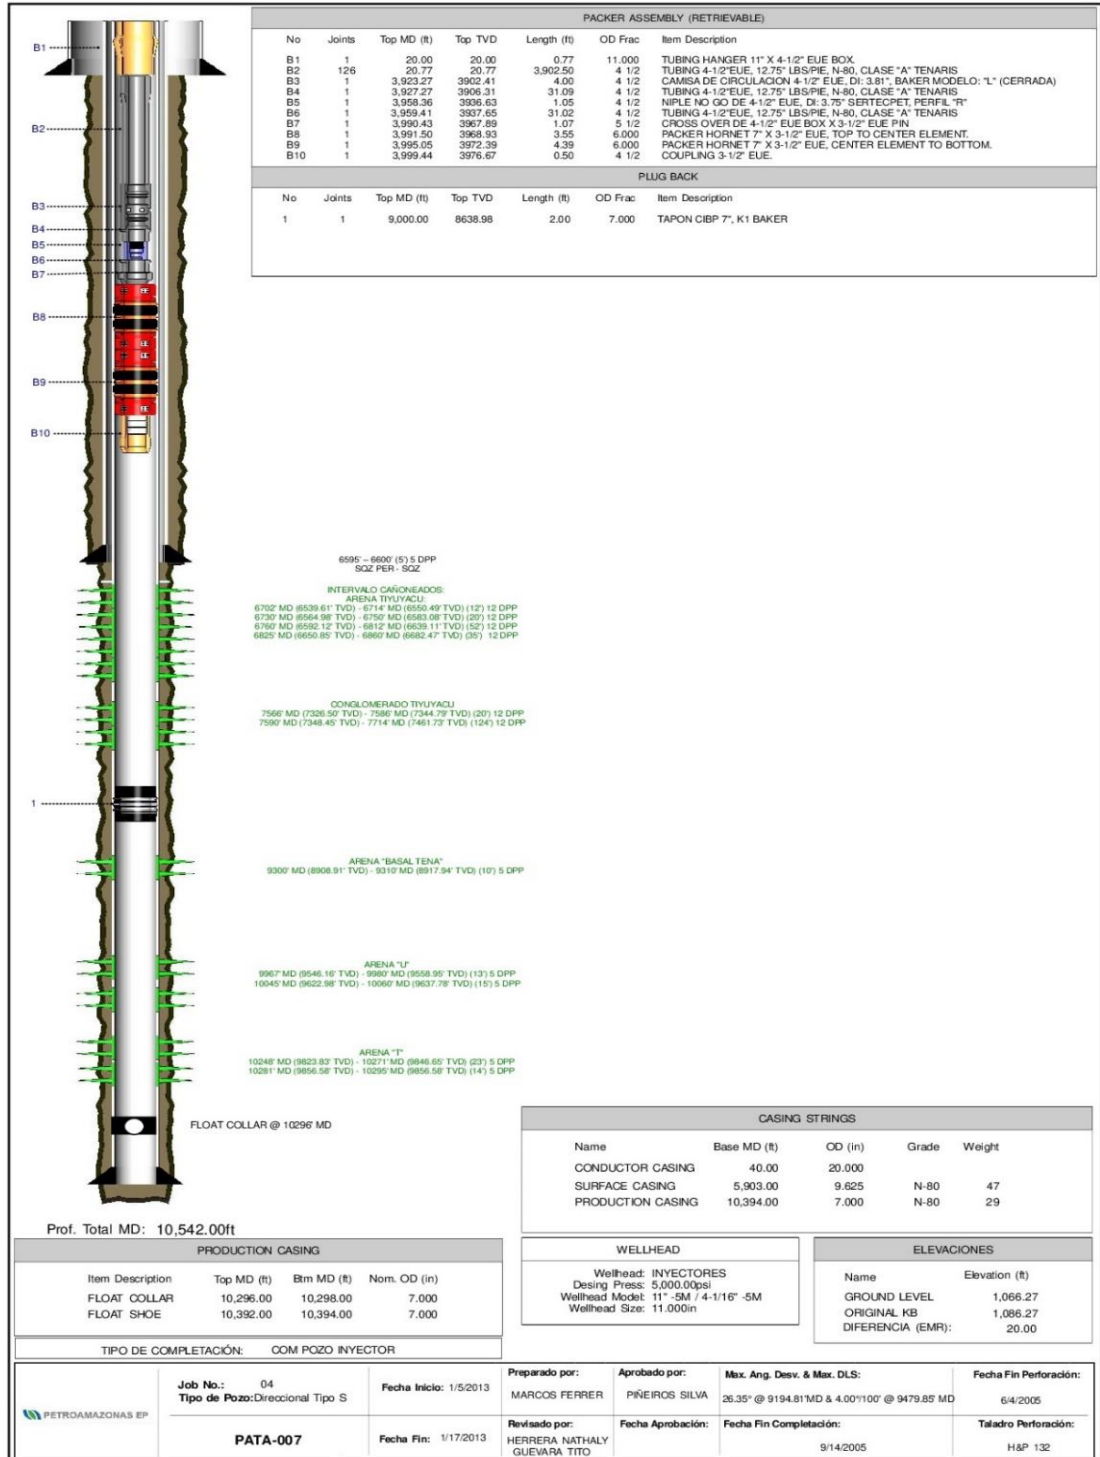 PACKER ASSEMBLY (RETRIEVABLE)
No Joints Top MD (ft) Top TVD Length (ft) OD Frac Item Description
B1 1 20.00 20.00 0.77 11.000 TUBING HANGER 11" X 4-1/2" EUE BOX.
B2 126 20.77 20.77 3,902.50 4 1/2 TUBING 4-1/2"EUE, 12.75" LBS/PIE, N-80, CLASE "A" TENARIS
B3 1 3,923.27 3902.41 4.00 4 1/2 CAMISA DE CIRCULACION 4-1/2" EUE, DI: 3.81", BAKER MODELO: "L" (CERRADA)
B4 1 3,927.27 3906.31 31.09 4 1/2 TUBING 4-1/2"EUE, 12.75" LBS/PIE, N-80, CLASE "A" TENARIS
B5 1 3,958.36 3936.63 1.05 4 1/2 NIPLE NO GO DE 4-1/2" EUE, DI: 3.75" SERTECPET, PERFIL "R"
B6 1 3,959.41 3937.65 31.02 4 1/2 TUBING 4-1/2"EUE, 12.75" LBS/PIE, N-80, CLASE "A" TENARIS
B7 1 3,990.43 3967.89 1.07 5 1/2 CROSS OVER DE 4-1/2" EUE BOX X 3-1/2" EUE PIN
B8 1 3,991.50 3968.93 3.55 6.000 PACKER HORNET 7" X 3-1/2" EUE, TOP TO CENTER ELEMENT.
B9 1 3,995.05 3972.39 4.39 6.000 PACKER HORNET 7" X 3-1/2" EUE, CENTER ELEMENT TO BOTTOM.
B10 1 3,999.44 3976.67 0.50 4 1/2 COUPLING 3-1/2" EUE.
PLUG BACK
No Joints Top MD (ft) Top TVD Length (ft) OD Frac Item Description
1 1 9,000.00 8638.98 2.00 7.000 TAPON CIBP 7", K1 BAKER
B1
B2
B3
B4
B5
B6
B7
B8
B9
B10
6595' – 6600' (5') 5 DPP
SQZ PER - SQZ
INTERVALO CAÑONEADOS:
ARENA TIYUYACU:
6702' MD (6539.61' TVD) - 6714' MD (6550.49' TVD) (12') 12 DPP
6730' MD (6564.98' TVD) - 6750' MD (6583.08' TVD) (20') 12 DPP
6760' MD (6592.12' TVD) - 6812' MD (6639.11' TVD) (52') 12 DPP
6825' MD (6650.85' TVD) - 6860' MD (6682.47' TVD) (35') 12 DPP
CONGLOMERADO TIYUYACU
7566' MD (7326.50' TVD) - 7586' MD (7344.79' TVD) (20') 12 DPP
7590' MD (7348.45' TVD) - 7714' MD (7461.73' TVD) (124') 12 DPP
1
ARENA "BASAL TENA"
9300' MD (8908.91' TVD) - 9310' MD (8917.94' TVD) (10') 5 DPP
ARENA "U"
9967' MD (9546.16' TVD) - 9980' MD (9558.95' TVD) (13') 5 DPP
10045' MD (9622.98' TVD) - 10060' MD (9637.78' TVD) (15') 5 DPP
ARENA "T"
10248' MD (9823.83' TVD) - 10271' MD (9846.65' TVD) (23') 5 DPP
10281' MD (9856.58' TVD) - 10295' MD (9856.58' TVD) (14') 5 DPP
FLOAT COLLAR @ 10296' MD
CASING STRINGS
Name Base MD (ft) OD (in) Grade Weight
CONDUCTOR CASING 40.00 20.000
SURFACE CASING 5,903.00 9.625 N-80 47
PRODUCTION CASING 10,394.00 7.000 N-80 29
Prof. Total MD: 10,542.00ft
PRODUCTION CASING
Item Description Top MD (ft) Btm MD (ft) Nom. OD (in)
FLOAT COLLAR 10,296.00 10,298.00 7.000
FLOAT SHOE 10,392.00 10,394.00 7.000
WELLHEAD
Wellhead: INYECTORES
Desing Press: 5,000.00psi
Wellhead Model: 11" -5M / 4-1/16" -5M
Wellhead Size: 11.000in
ELEVACIONES
Name Elevation (ft)
GROUND LEVEL 1,066.27
ORIGINAL KB 1,086.27
DIFERENCIA (EMR): 20.00
TIPO DE COMPLETACIÓN: COM POZO INYECTOR
PETROAMAZONAS EP
Job No.: 04
Tipo de Pozo:Direccional Tipo S
PATA-007
Fecha Inicio: 1/5/2013
Fecha Fin: 1/17/2013
Preparado por:
MARCOS FERRER
Revisado por:
HERRERA NATHALY
GUEVARA TITO
Aprobado por:
PIÑEIROS SILVA
Fecha Aprobación:
Max. Ang. Desv. & Max. DLS:
26.35° @ 9194.81'MD & 4.00°/100' @ 9479.85' MD
Fecha Fin Completación:
9/14/2005
Fecha Fin Perforación:
6/4/2005
Taladro Perforación:
H&P 132